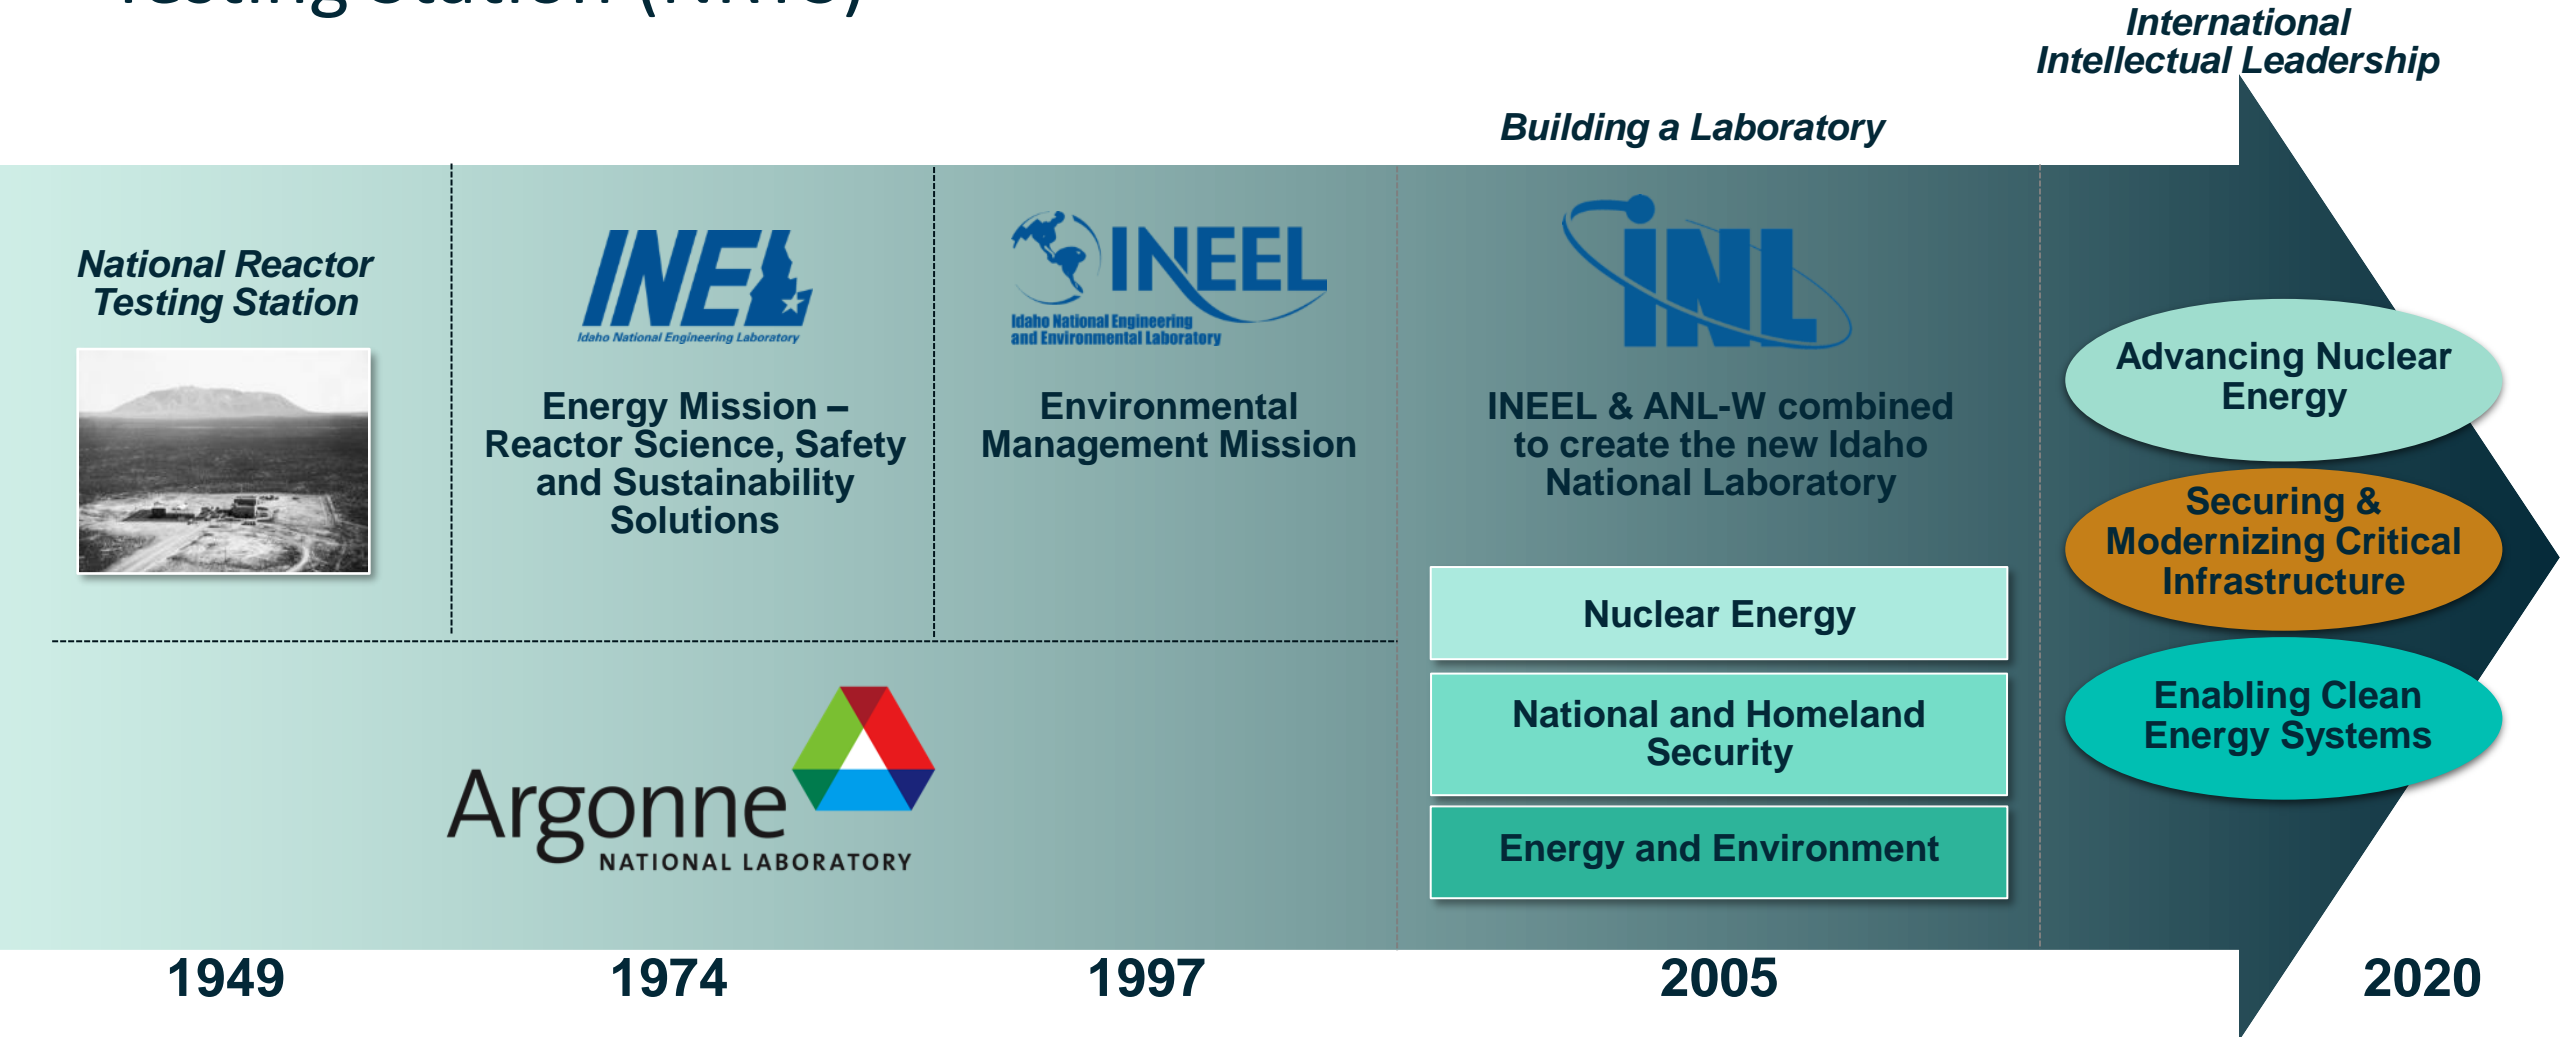 Testing Station (NRTS)
International
Intellectual Leadership
Building a Laboratory
National Reactor
Testing Station
INEL
Idaho National Engineering Laboratory
Energy Mission –
Reactor Science, Safety
and Sustainability
Solutions
INEEL
Idaho National Engineering
and Environmental Laboratory
Environmental
Management Mission
INL
INEEL & ANL-W combined
to create the new Idaho
National Laboratory
Nuclear Energy
National and Homeland
Security
Energy and Environment
Advancing Nuclear
Energy
Securing &
Modernizing Critical
Infrastructure
Enabling Clean
Energy Systems
Argonne
NATIONAL LABORATORY
1949
1974
1997
2005
2020